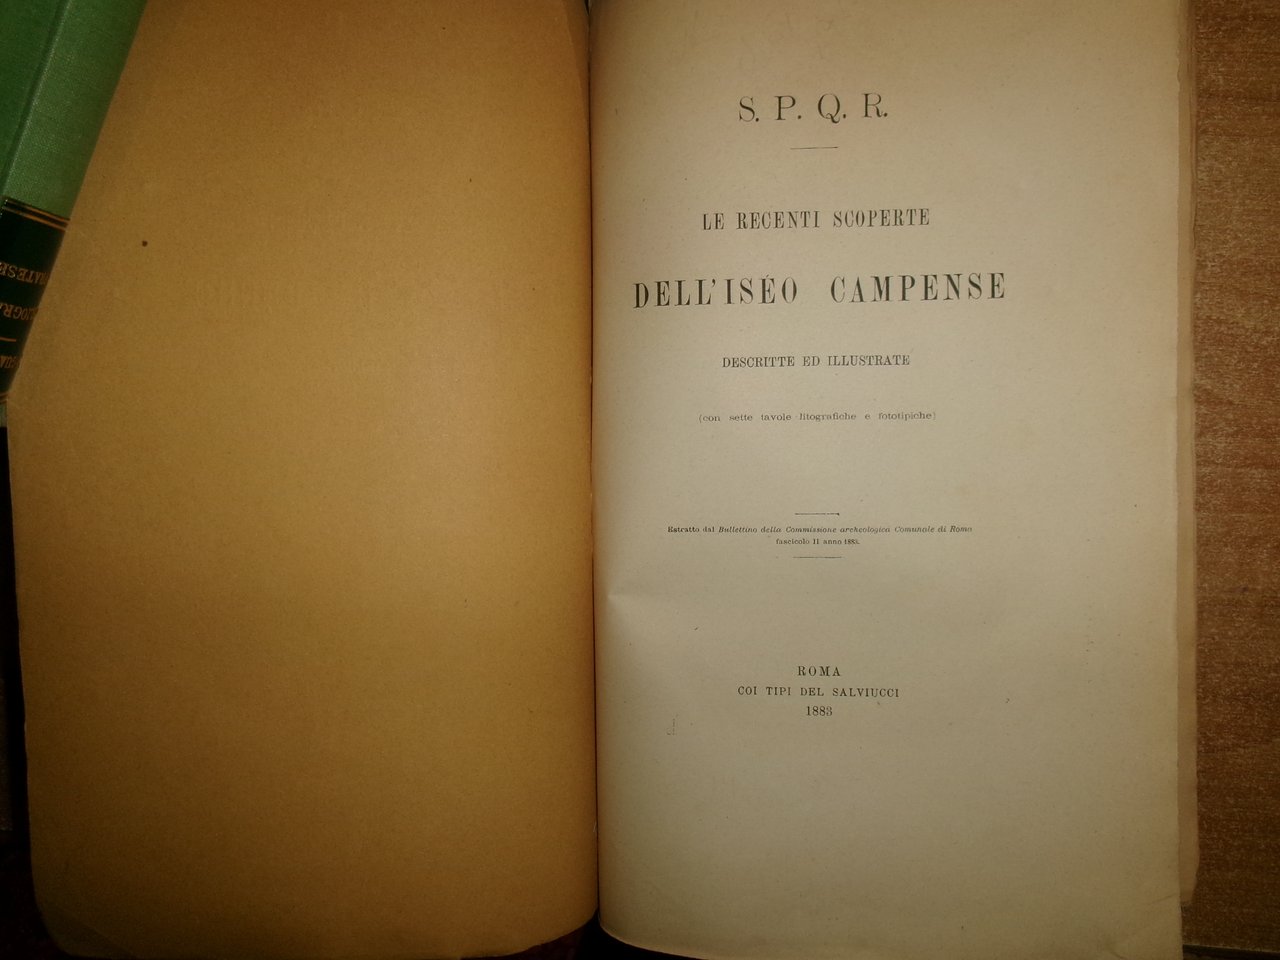 S. P. Q. R.
LE RECENTI SCOPERTE
DELL'ISÉO CAMPENSE
DESCRITTE ED ILLUSTRATE
(con sette tavole litografiche e fototipiche)
Estratto dal Bullettino della Commissione archeologica Comunale di Roma
fascicolo II anno 1883.
ROMA
COI TIPI DEL SALVIUCCI
1883